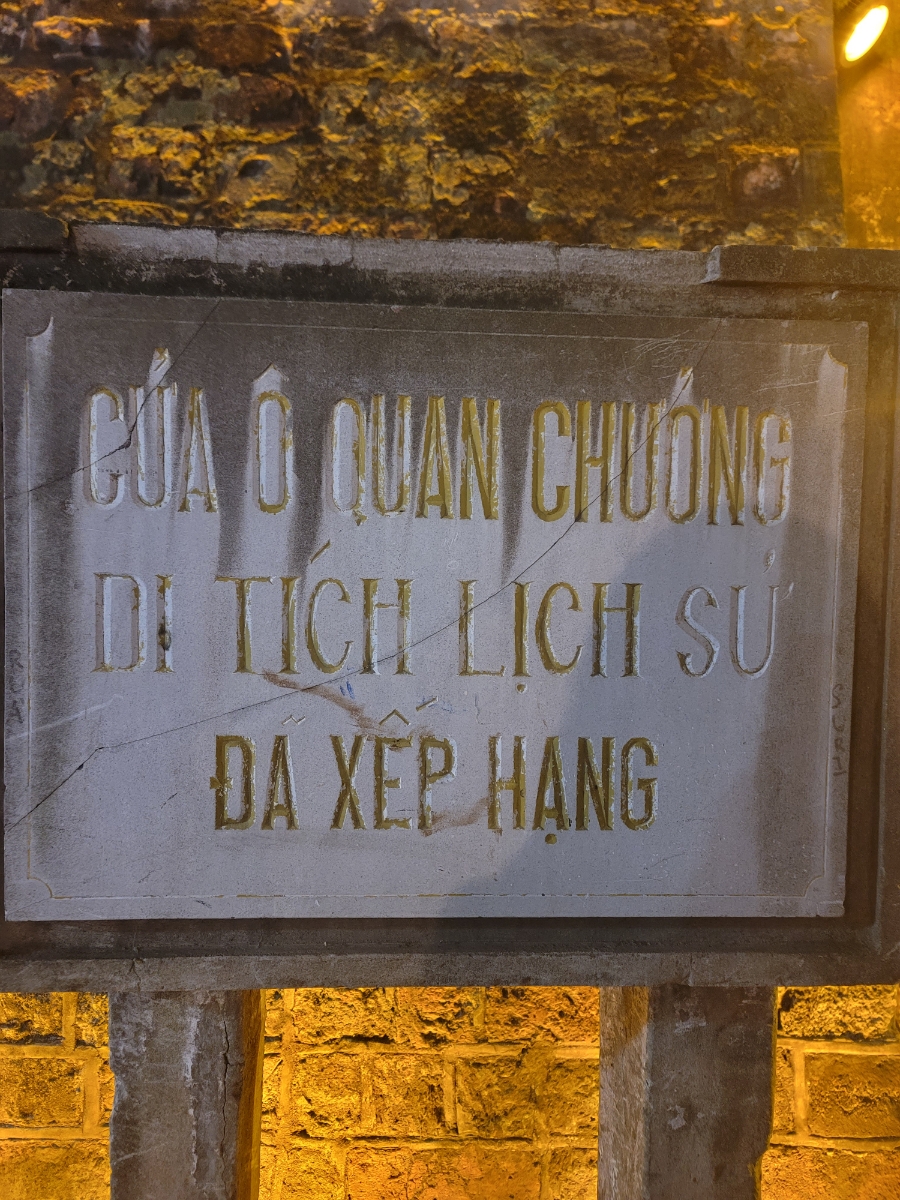 CỬA Ô QUAN CHƯỞNG
DI TÍCH LỊCH SỬ
ĐÃ XẾP HẠNG